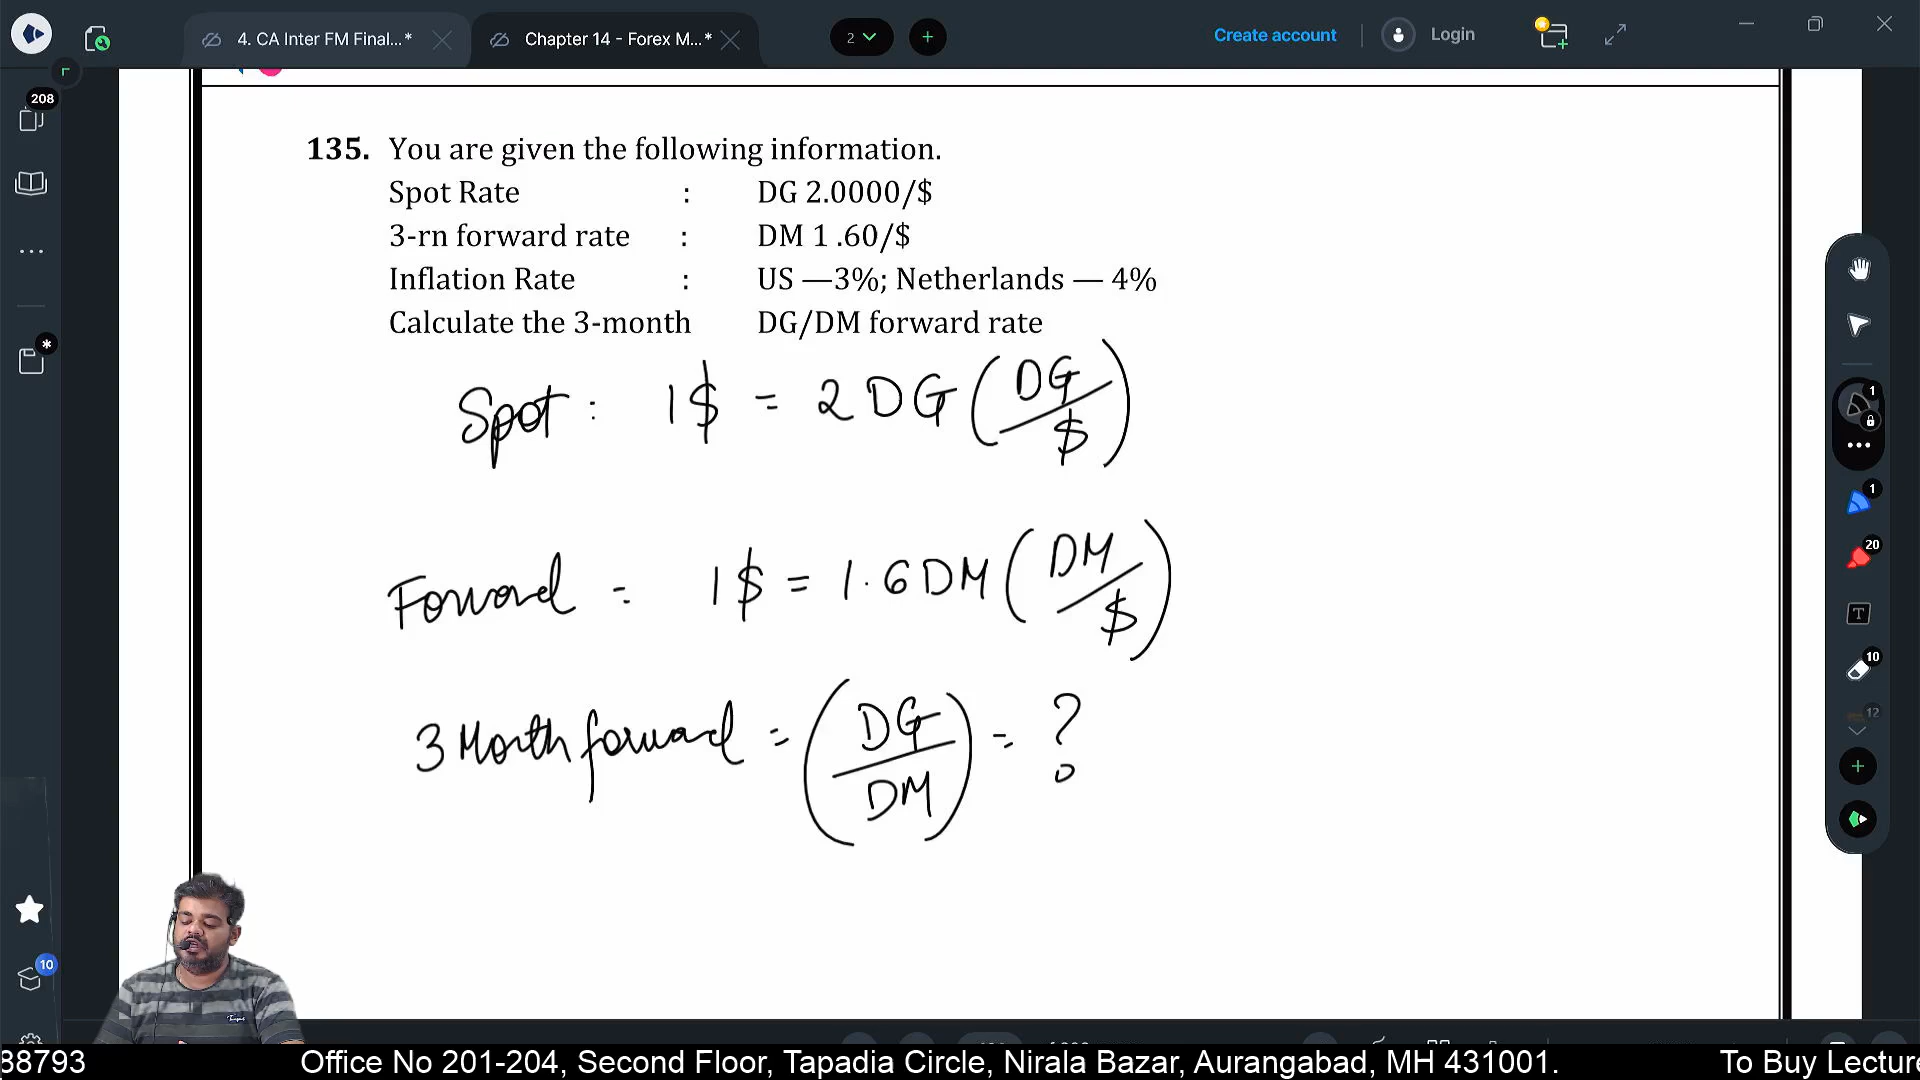 4. CA Inter FM Final...*
Chapter 14 - Forex M...*
2
Create account
Login
208
135. You are given the following information.
Spot Rate : DG 2.0000/$
3-rn forward rate : DM 1 .60/$
Inflation Rate : US —3%; Netherlands — 4%
Calculate the 3-month DG/DM forward rate
Spot : 1$ = 2 DG (DG/$)
Forward = 1$ = 1.6 DM (DM/$)
3 Month forward = (DG/DM) = ?
1
1
20
T
10
12
10
88793 Office No 201-204, Second Floor, Tapadia Circle, Nirala Bazar, Aurangabad, MH 431001. To Buy Lecture